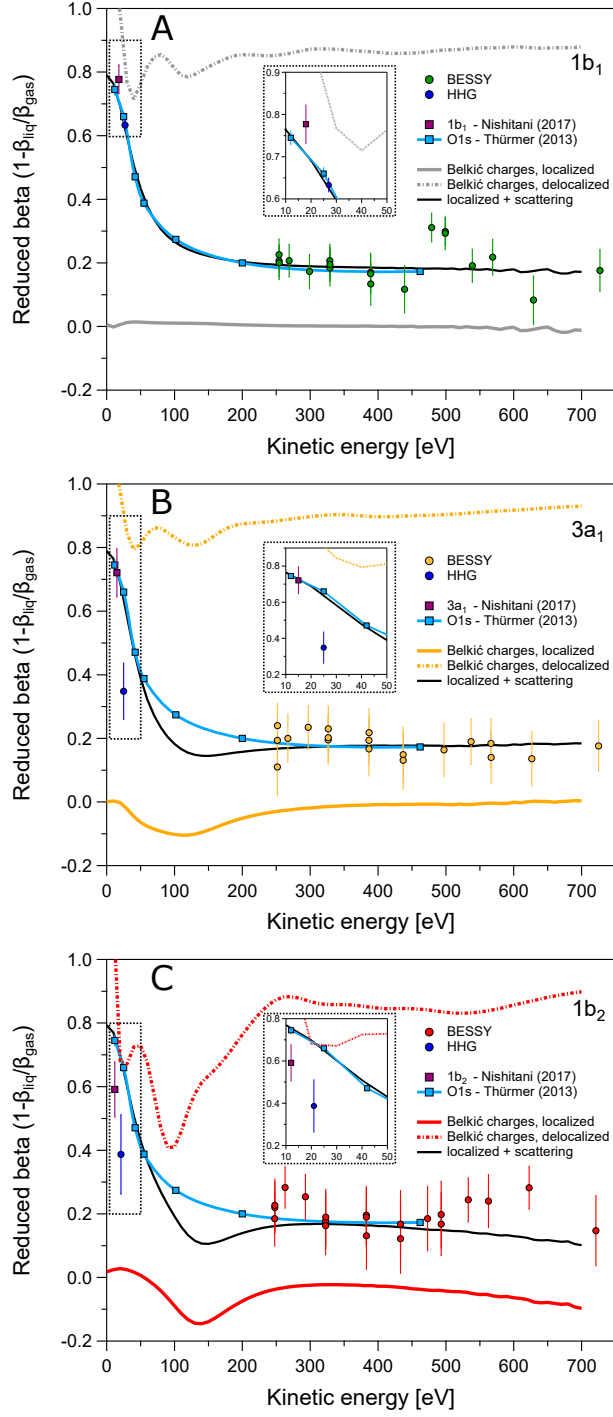 A
1b₁
1.0
0.8
0.6
0.4
0.2
0.0
-0.2
Reduced beta (1-βliq/βgas)
0.9
0.8
0.7
0.6
10 20 30 40 50
BESSY
HHG
1b₁ - Nishitani (2017)
O1s - Thürmer (2013)
Belkić charges, localized
Belkić charges, delocalized
localized + scattering
0 100 200 300 400 500 600 700
Kinetic energy [eV]
B
3a₁
1.0
0.8
0.6
0.4
0.2
0.0
-0.2
Reduced beta (1-βliq/βgas)
0.8
0.6
0.4
0.2
10 20 30 40 50
BESSY
HHG
3a₁ - Nishitani (2017)
O1s - Thürmer (2013)
Belkić charges, localized
Belkić charges, delocalized
localized + scattering
0 100 200 300 400 500 600 700
Kinetic energy [eV]
C
1b₂
1.0
0.8
0.6
0.4
0.2
0.0
-0.2
Reduced beta (1-βliq/βgas)
0.8
0.6
0.4
0.2
10 20 30 40 50
BESSY
HHG
1b₂ - Nishitani (2017)
O1s - Thürmer (2013)
Belkić charges, localized
Belkić charges, delocalized
localized + scattering
0 100 200 300 400 500 600 700
Kinetic energy [eV]